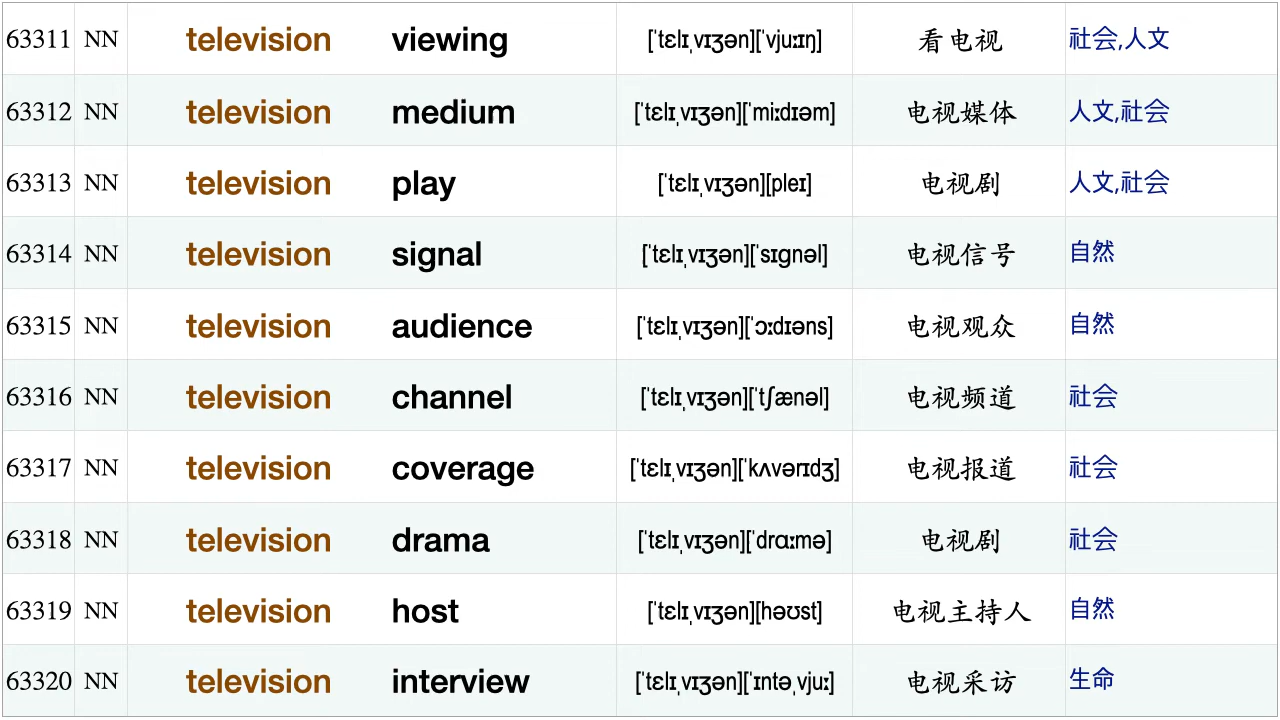 63311 NN television viewing [ˈtɛlɪˌvɪʒən][ˈvjuːɪŋ] 看电视 社会,人文
63312 NN television medium [ˈtɛlɪˌvɪʒən][ˈmiːdɪəm] 电视媒体 人文,社会
63313 NN television play [ˈtɛlɪˌvɪʒən][pleɪ] 电视剧 人文,社会
63314 NN television signal [ˈtɛlɪˌvɪʒən][ˈsɪgnəl] 电视信号 自然
63315 NN television audience [ˈtɛlɪˌvɪʒən][ˈɔːdɪəns] 电视观众 自然
63316 NN television channel [ˈtɛlɪˌvɪʒən][ˈtʃænəl] 电视频道 社会
63317 NN television coverage [ˈtɛlɪˌvɪʒən][ˈkʌvərɪdʒ] 电视报道 社会
63318 NN television drama [ˈtɛlɪˌvɪʒən][ˈdrɑːmə] 电视剧 社会
63319 NN television host [ˈtɛlɪˌvɪʒən][həʊst] 电视主持人 自然
63320 NN television interview [ˈtɛlɪˌvɪʒən][ˈɪntəˌvjuː] 电视采访 生命